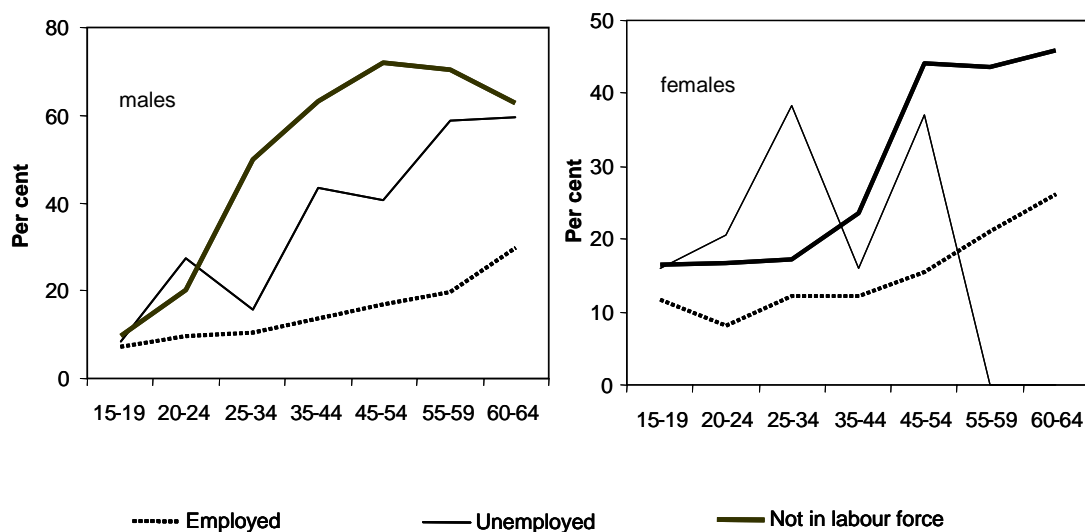 80
60
40
20
0
Per cent
males
15-19 20-24 25-34 35-44 45-54 55-59 60-64
50
40
30
20
10
0
Per cent
females
15-19 20-24 25-34 35-44 45-54 55-59 60-64
Employed Unemployed Not in labour force